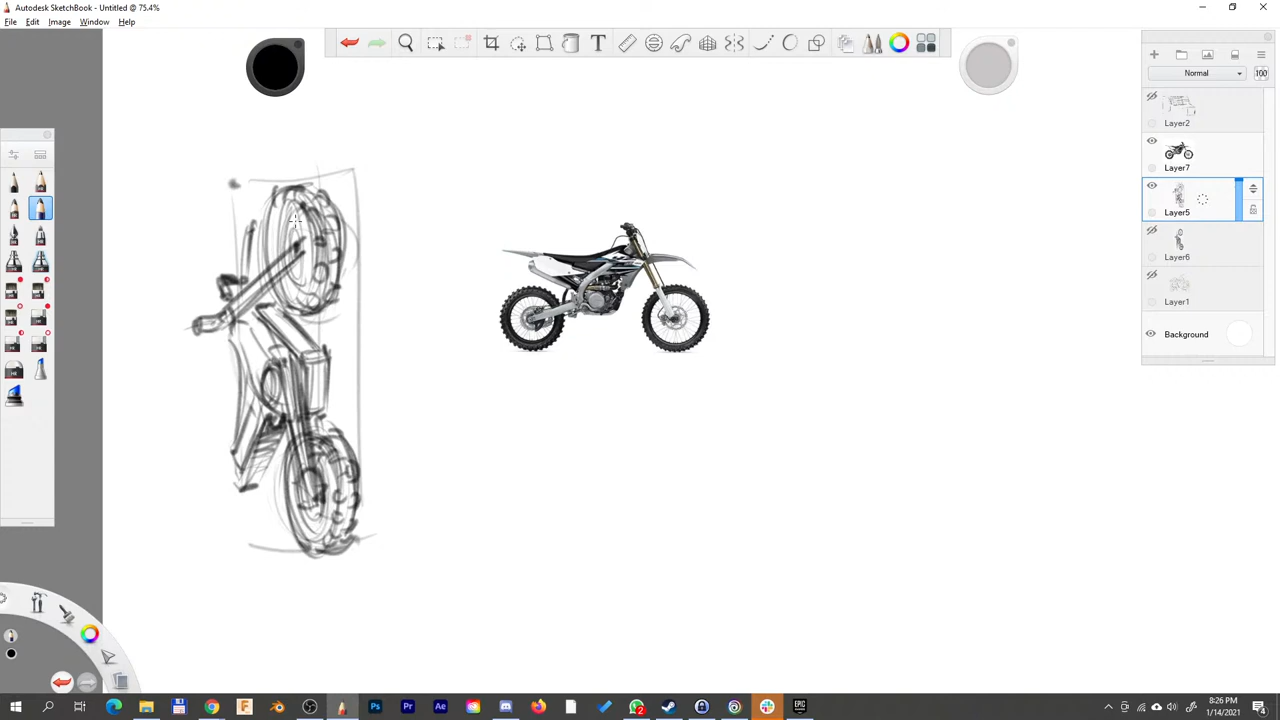 Autodesk SketchBook - Untitled @ 75.4%
File Edit Image Window Help
Normal 100
Layer2
Layer7
Layer5
Layer6
Layer1
Background
8:26 PM
1/14/2021